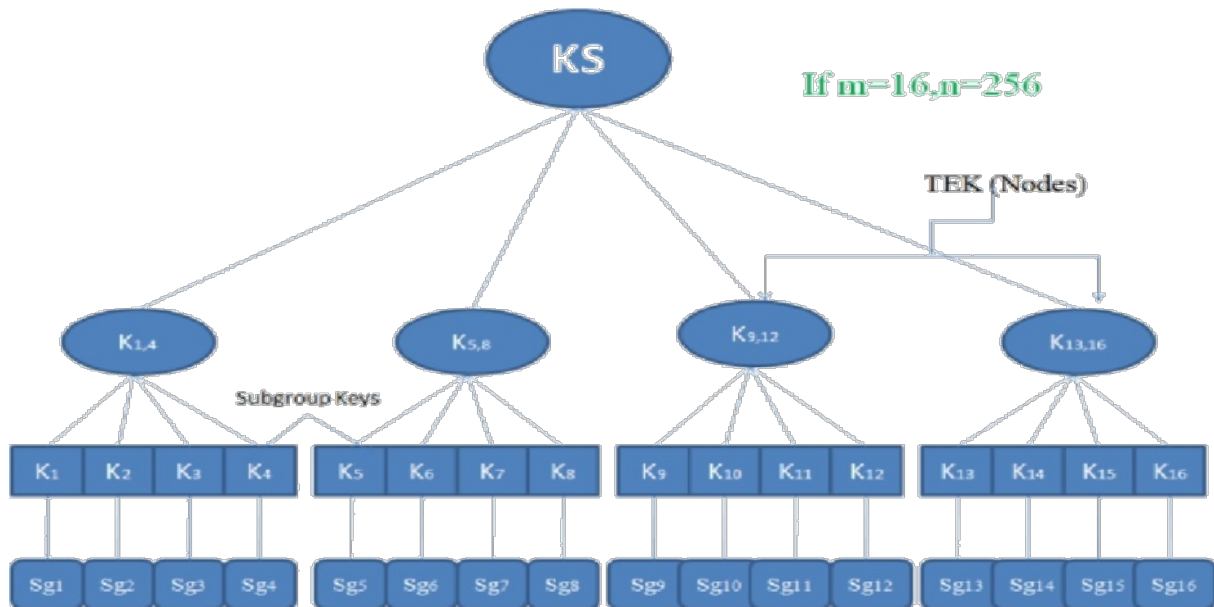 KS
If m=16,n=256
TEK (Nodes)
K1,4 K5,8 K9,12 K13,16
Subgroup Keys
K1 K2 K3 K4 K5 K6 K7 K8 K9 K10 K11 K12 K13 K14 K15 K16
Sg1 Sg2 Sg3 Sg4 Sg5 Sg6 Sg7 Sg8 Sg9 Sg10 Sg11 Sg12 Sg13 Sg14 Sg15 Sg16